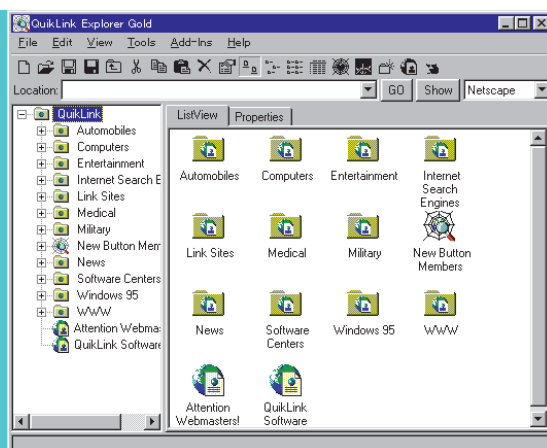 QuikLink Explorer Gold
File Edit View Tools Add-Ins Help
Location: GO Show Netscape
QuikLink
Automobiles
Computers
Entertainment
Internet Search E
Link Sites
Medical
Military
New Button Mem
News
Software Centers
Windows 95
WWW
Attention Webma
QuikLink Software
ListView Properties
Automobiles Computers Entertainment Internet
Search
Engines
Link Sites Medical Military New Button
Members
News Software Windows 95 WWW
Centers
Attention QuikLink
Webmasters! Software